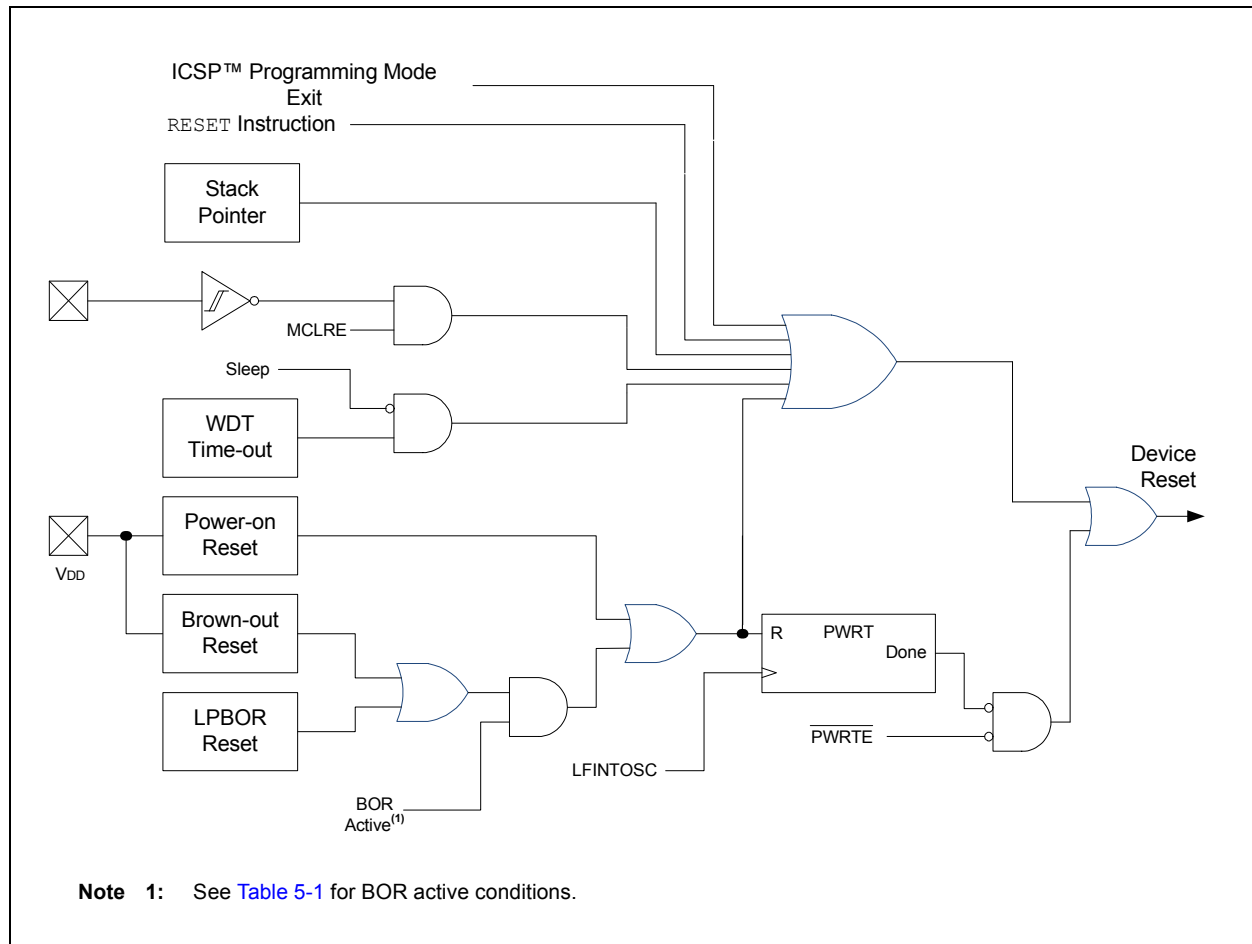 ICSP™ Programming Mode
Exit
RESET Instruction
Stack
Pointer
MCLRE
Sleep
WDT
Time-out
Device
Reset
Power-on
Reset
VDD
Brown-out
Reset
R PWRT
Done
LPBOR
Reset
PWRTE
LFINTOSC
BOR
Active(1)
Note 1: See Table 5-1 for BOR active conditions.